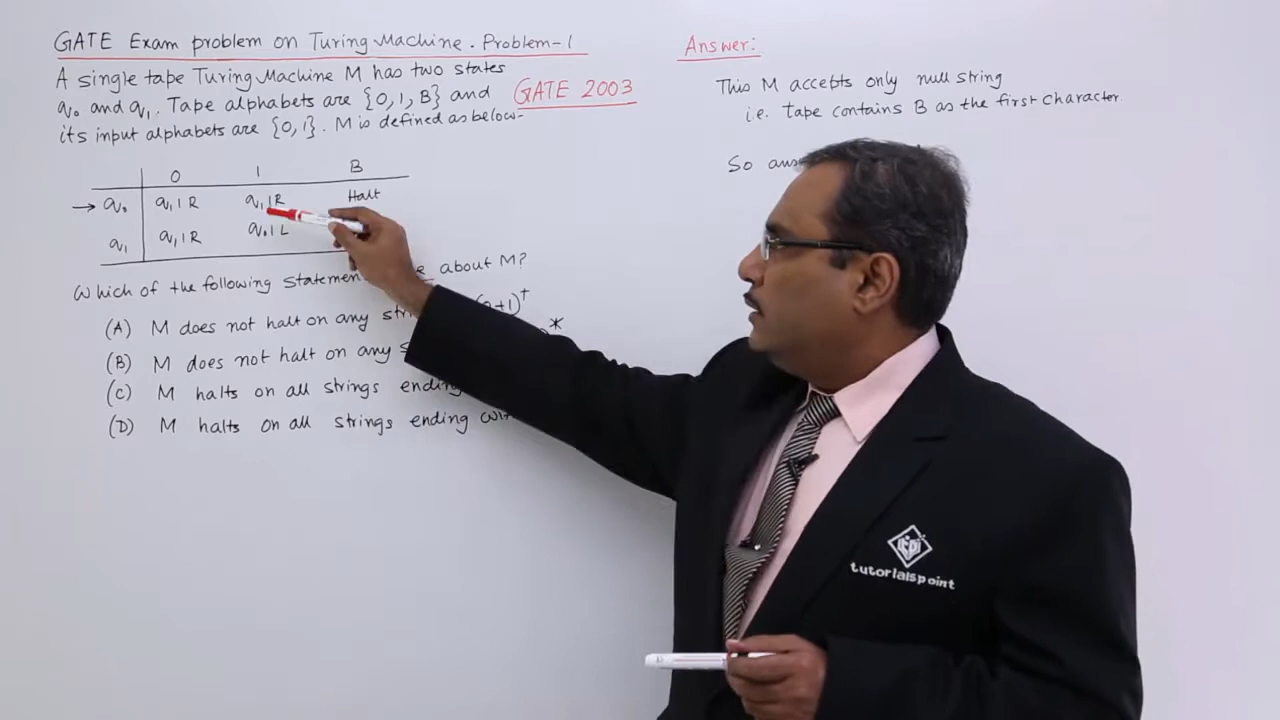 GATE Exam problem on Turing Machine. Problem-1
A single tape Turing Machine M has two states
q₀ and q₁. Tape alphabets are {0,1,B} and
its input alphabets are {0,1}. M is defined as below-
GATE 2003
0 1 B
→ q₀ q₁ 1 R q₁ 1 R Halt
q₁ q₁ 1 R q₀ 1 L
Which of the following about M?
(A) M does not halt on any +1)⁺
(B) M does not halt on any *
(C) M halts on all strings
(D) M halts on all strings ending
Answer:
This M accepts only null string
i.e. tape contains B as the first character.
So
tutorialspoint